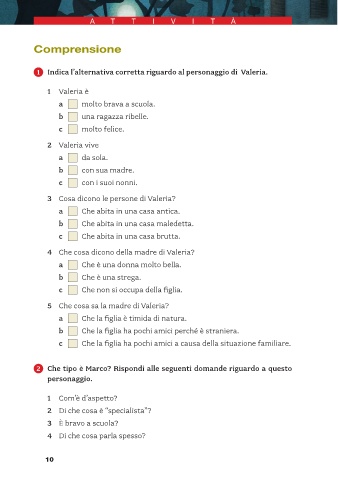 A T T I V I T À
Comprensione
1 Indica l'alternativa corretta riguardo al personaggio di Valeria.
1 Valeria è
a molto brava a scuola.
b una ragazza ribelle.
c molto felice.
2 Valeria vive
a da sola.
b con sua madre.
c con i suoi nonni.
3 Cosa dicono le persone di Valeria?
a Che abita in una casa antica.
b Che abita in una casa maledetta.
c Che abita in una casa brutta.
4 Che cosa dicono della madre di Valeria?
a Che è una donna molto bella.
b Che è una strega.
c Che non si occupa della figlia.
5 Che cosa sa la madre di Valeria?
a Che la figlia è timida di natura.
b Che la figlia ha pochi amici perché è straniera.
c Che la figlia ha pochi amici a causa della situazione familiare.
2 Che tipo è Marco? Rispondi alle seguenti domande riguardo a questo
personaggio.
1 Com'è d'aspetto?
2 Di che cosa è "specialista"?
3 È bravo a scuola?
4 Di che cosa parla spesso?
10